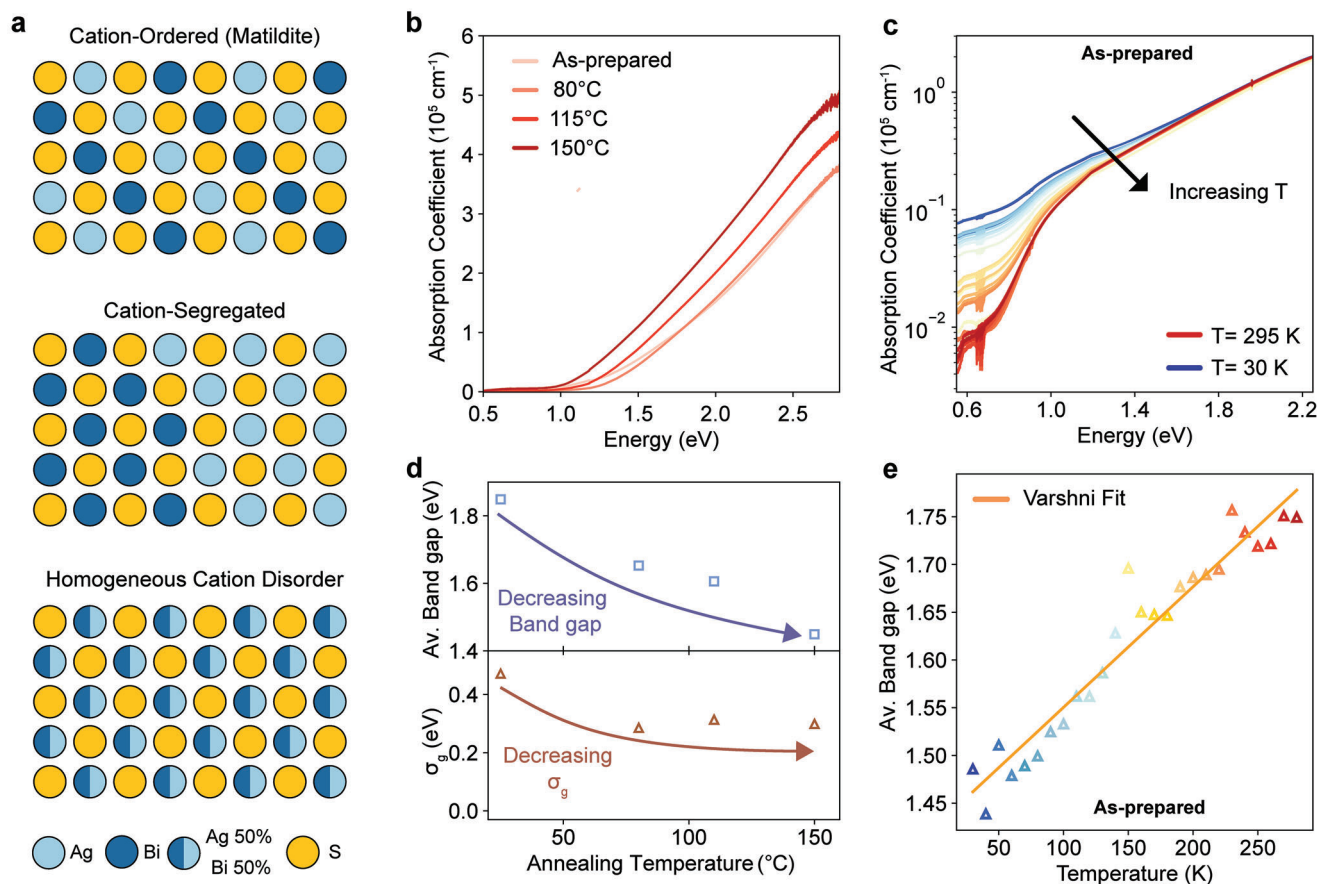 a
Cation-Ordered (Matildite)
Cation-Segregated
Homogeneous Cation Disorder
Ag
Bi
Ag 50%
Bi 50%
S
b
As-prepared
80°C
115°C
150°C
Absorption Coefficient (10⁵ cm⁻¹)
6
5
4
3
2
1
0
0.5
1.0
1.5
2.0
2.5
Energy (eV)
c
As-prepared
Increasing T
T= 295 K
T= 30 K
Absorption Coefficient (10⁵ cm⁻¹)
10⁰
10⁻¹
10⁻²
0.6
1.0
1.4
1.8
2.2
Energy (eV)
d
Av. Band gap (eV)
1.8
1.6
1.4
Decreasing
Band gap
σg (eV)
0.4
0.2
0.0
Decreasing
σg
50
100
150
Annealing Temperature (°C)
e
Varshni Fit
As-prepared
Av. Band gap (eV)
1.75
1.70
1.65
1.60
1.55
1.50
1.45
50
100
150
200
250
Temperature (K)